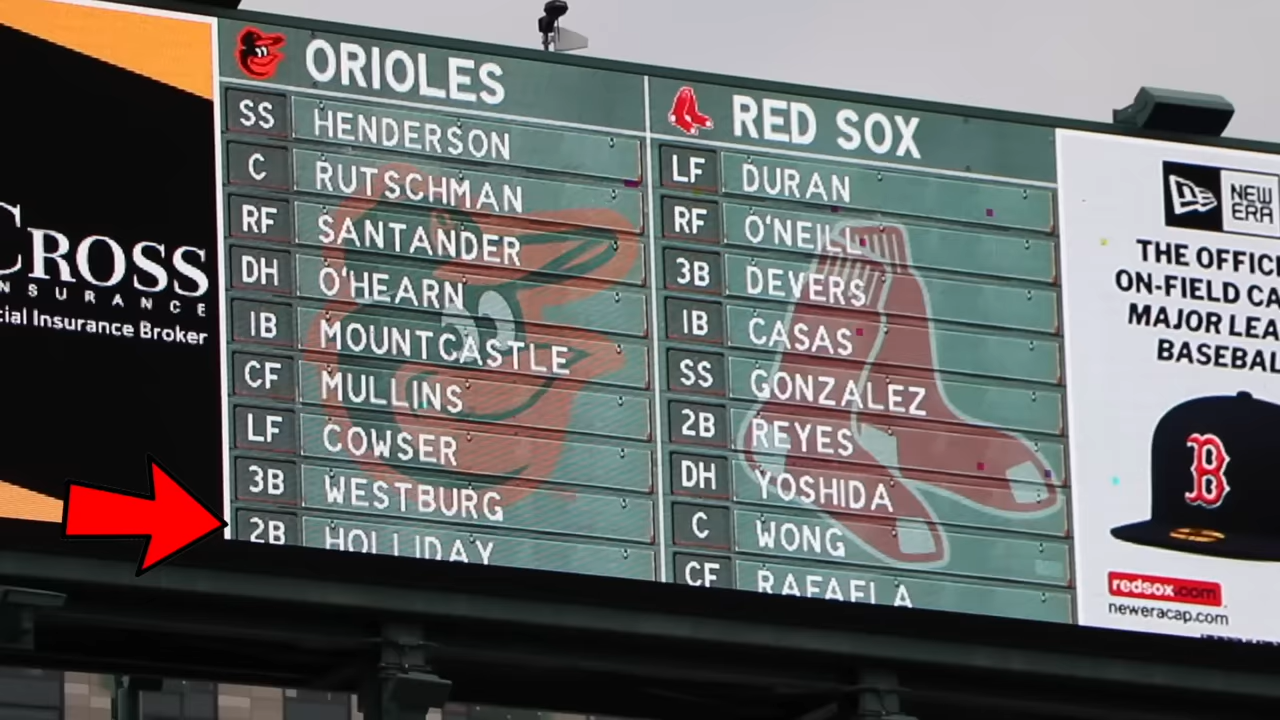 CROSS
NSURANCE
cial Insurance Broker
ORIOLES
SS HENDERSON
C RUTSCHMAN
RF SANTANDER
DH O'HEARN
1B MOUNTCASTLE
CF MULLINS
LF COWSER
3B WESTBURG
2B HOLLIDAY
RED SOX
LF DURAN
RF O'NEILL
3B DEVERS
1B CASAS
SS GONZALEZ
2B REYES
DH YOSHIDA
C WONG
CF RAFAELA
NEW
ERA
THE OFFICI
ON-FIELD CA
MAJOR LEA
BASEBAL
B
redsox.com
neweracap.com